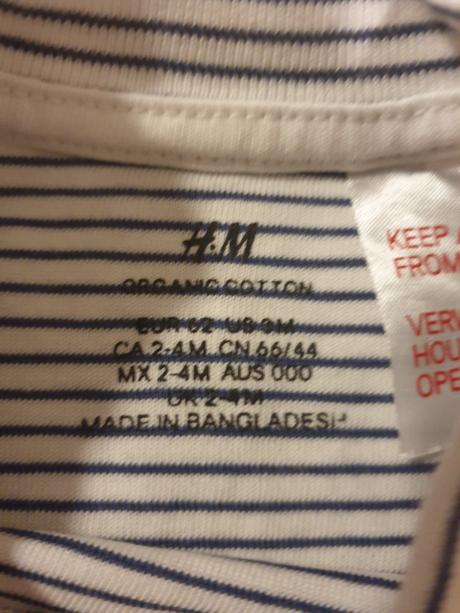 H&M
ORGANIC COTTON
EUR 62 US 3M
CA 2-4M CN 66/44
MX 2-4M AUS 000
UK 2-4M
MADE IN BANGLADESH
KEEP
FROM
HOU
OPE